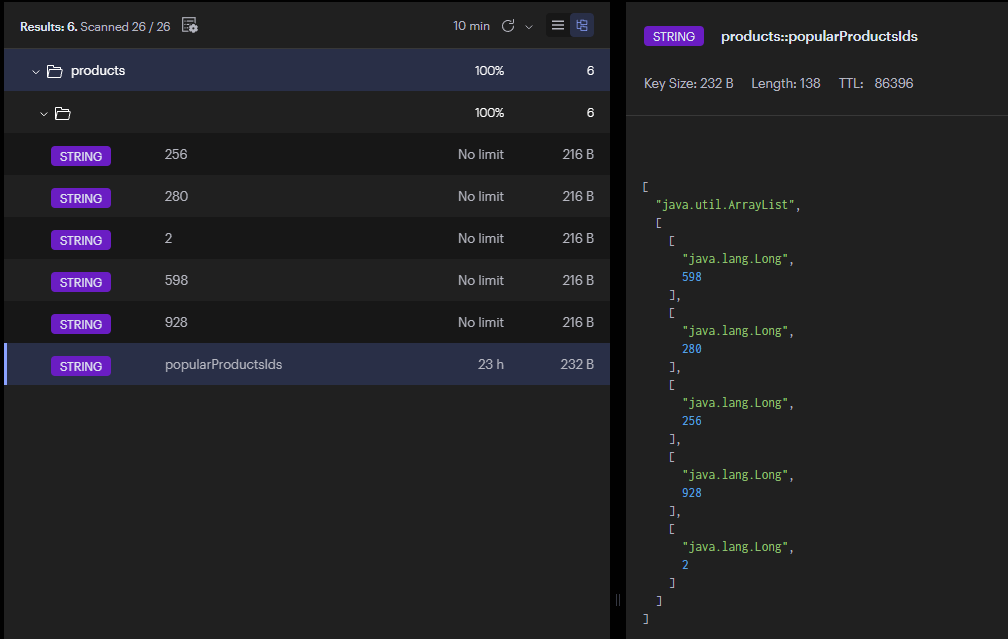 Results: 6. Scanned 26 / 26
10 min
products 100% 6
100% 6
STRING 256 No limit 216 B
STRING 280 No limit 216 B
STRING 2 No limit 216 B
STRING 598 No limit 216 B
STRING 928 No limit 216 B
STRING popularProductsIds 23 h 232 B
STRING products::popularProductsIds
Key Size: 232 B Length: 138 TTL: 86396
[
"java.util.ArrayList",
[
[
"java.lang.Long",
598
],
[
"java.lang.Long",
280
],
[
"java.lang.Long",
256
],
[
"java.lang.Long",
928
],
[
"java.lang.Long",
2
]
]
]